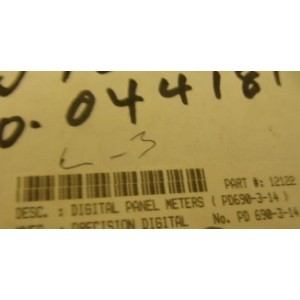 0.04418
L-3
PART #: 12122
DESC. : DIGITAL PANEL METERS ( PD690-3-14 )
PRECISION DIGITAL No. PD 690-3-14